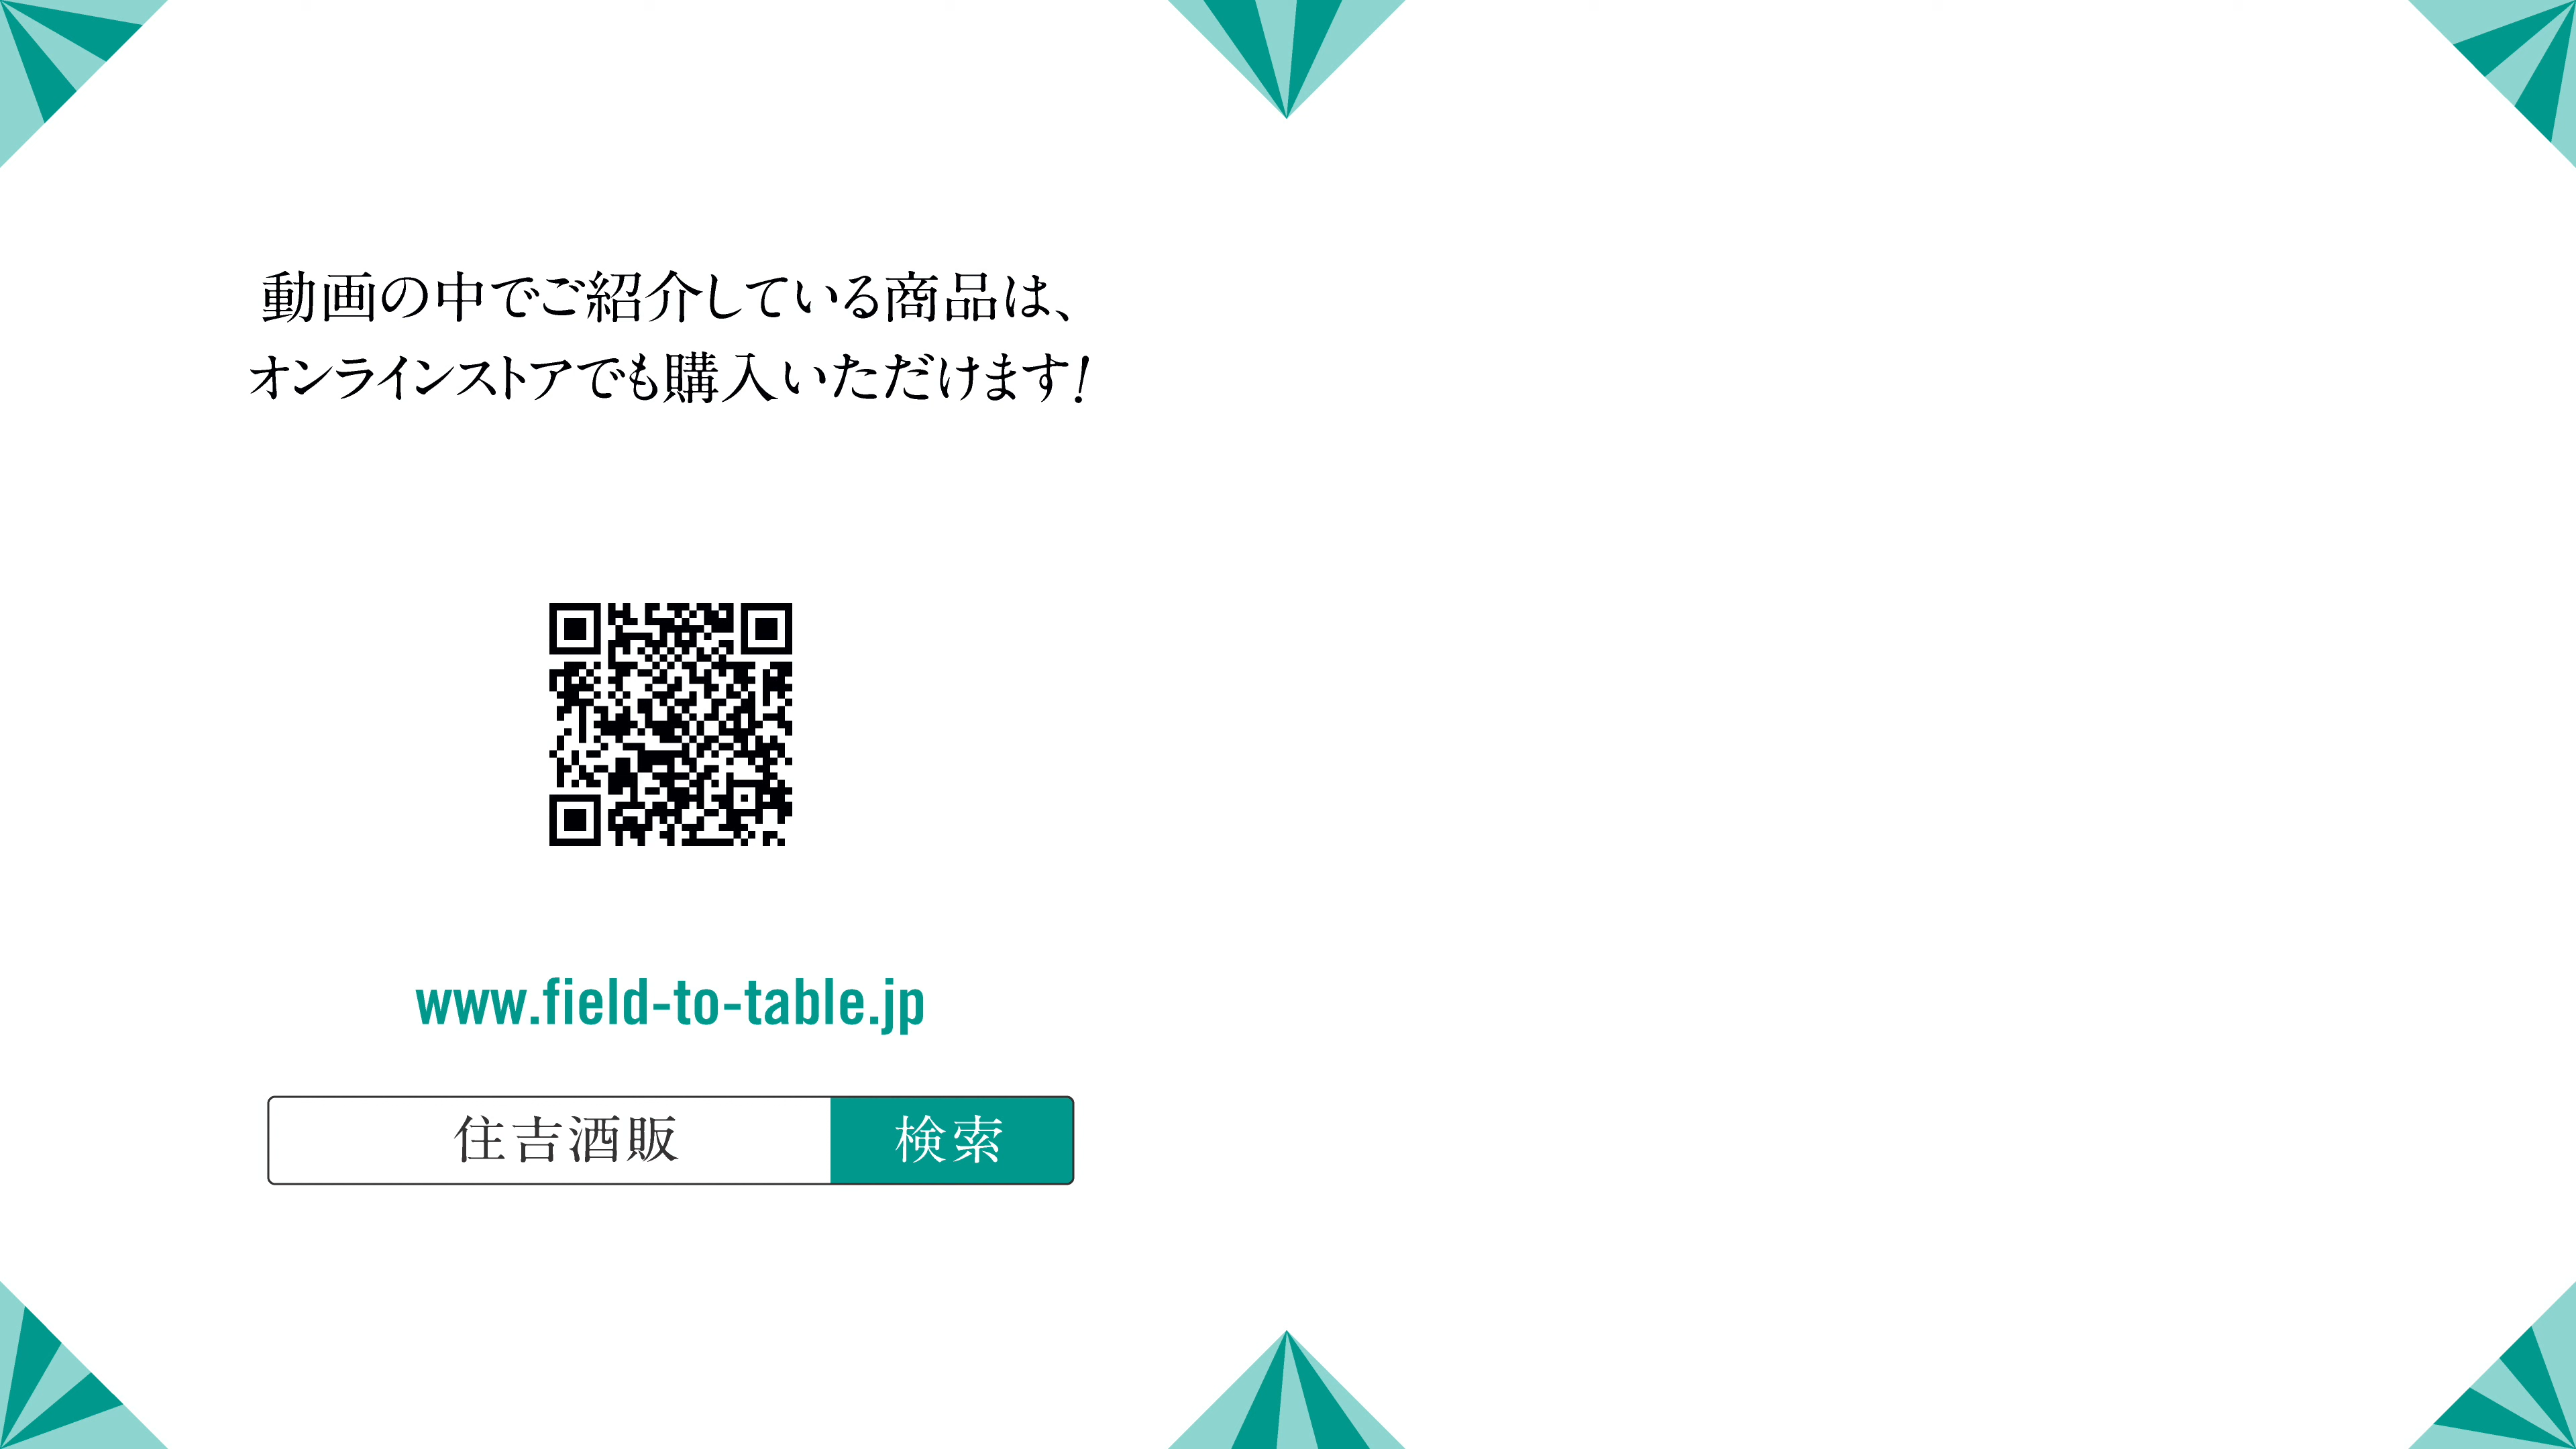 動画の中でご紹介している商品は、
オンラインストアでも購入いただけます!
www.field-to-table.jp
住吉酒販 検索